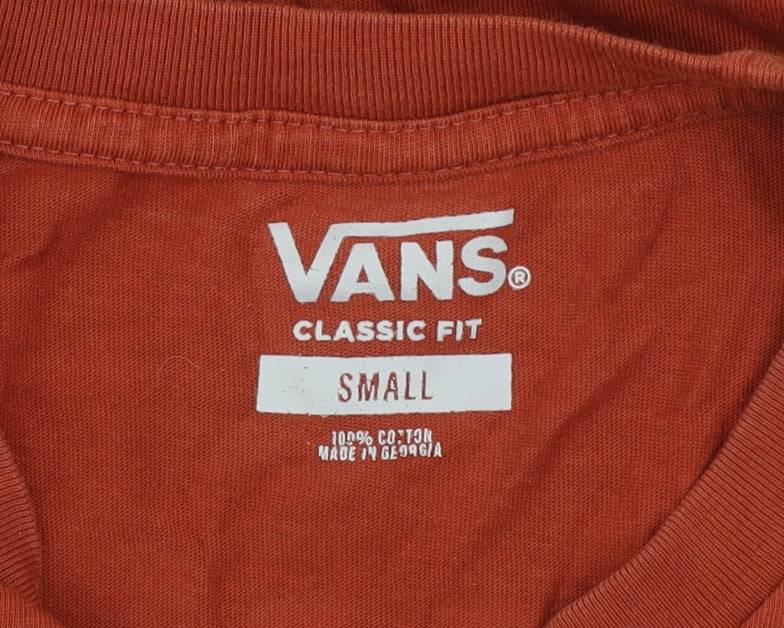 VANS®
CLASSIC FIT
SMALL
100% COTTON
MADE IN GEORGIA